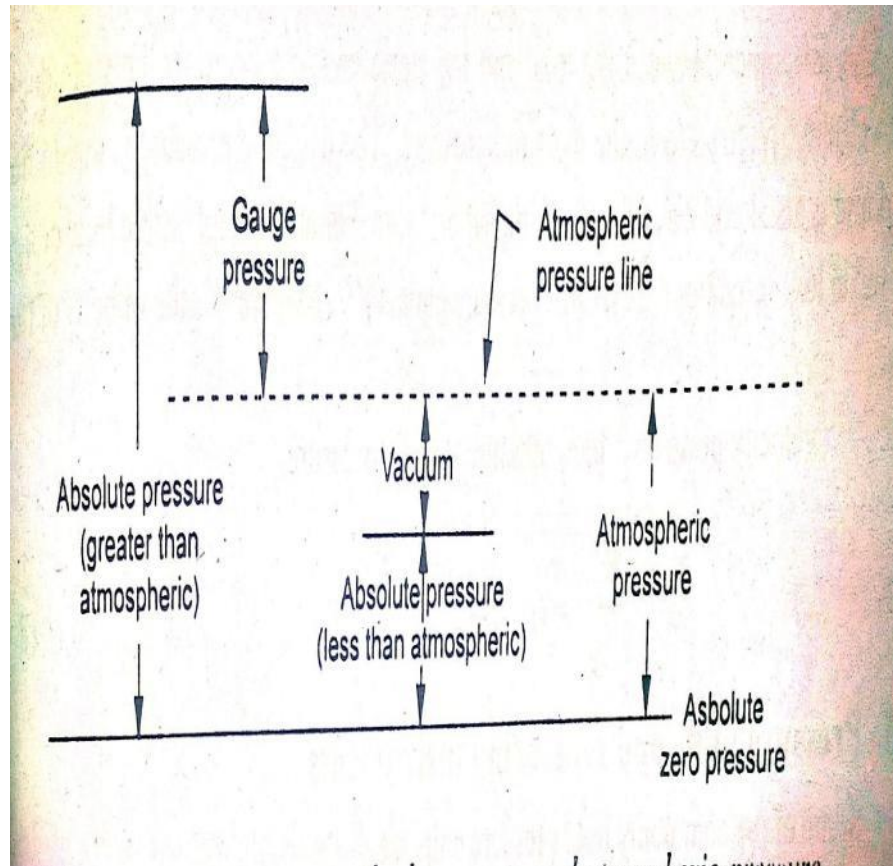 Gauge
pressure
Atmospheric
pressure line
Vacuum
Absolute pressure
(greater than
atmospheric)
Absolute pressure
(less than atmospheric)
Atmospheric
pressure
Asbolute
zero pressure
pressure